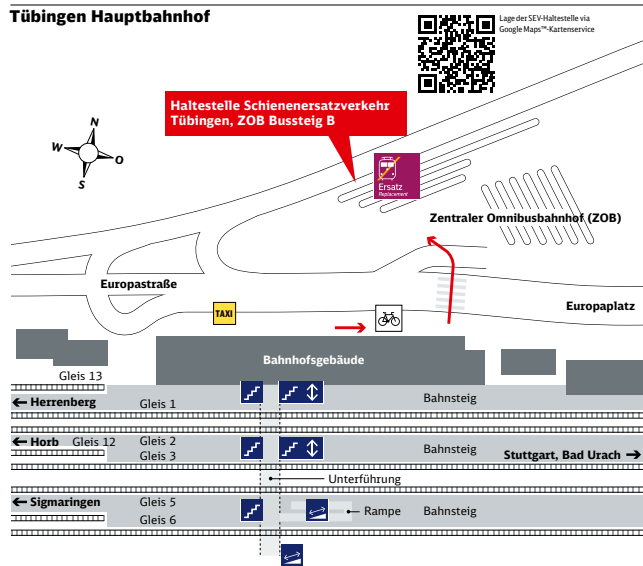 Tübingen Hauptbahnhof
Lage der SEV-Haltestelle via
Google Maps™-Kartenservice
Haltestelle Schienenersatzverkehr
Tübingen, ZOB Bussteig B
N
W
O
S
Ersatz
Replacement
Zentraler Omnibusbahnhof (ZOB)
Europastraße
TAXI
Europaplatz
Bahnhofsgebäude
Gleis 13
← Herrenberg Gleis 1 Bahnsteig
← Horb Gleis 12 Gleis 2 Bahnsteig
Gleis 3 Stuttgart, Bad Urach →
Unterführung
← Sigmaringen Gleis 5
Gleis 6 Rampe Bahnsteig